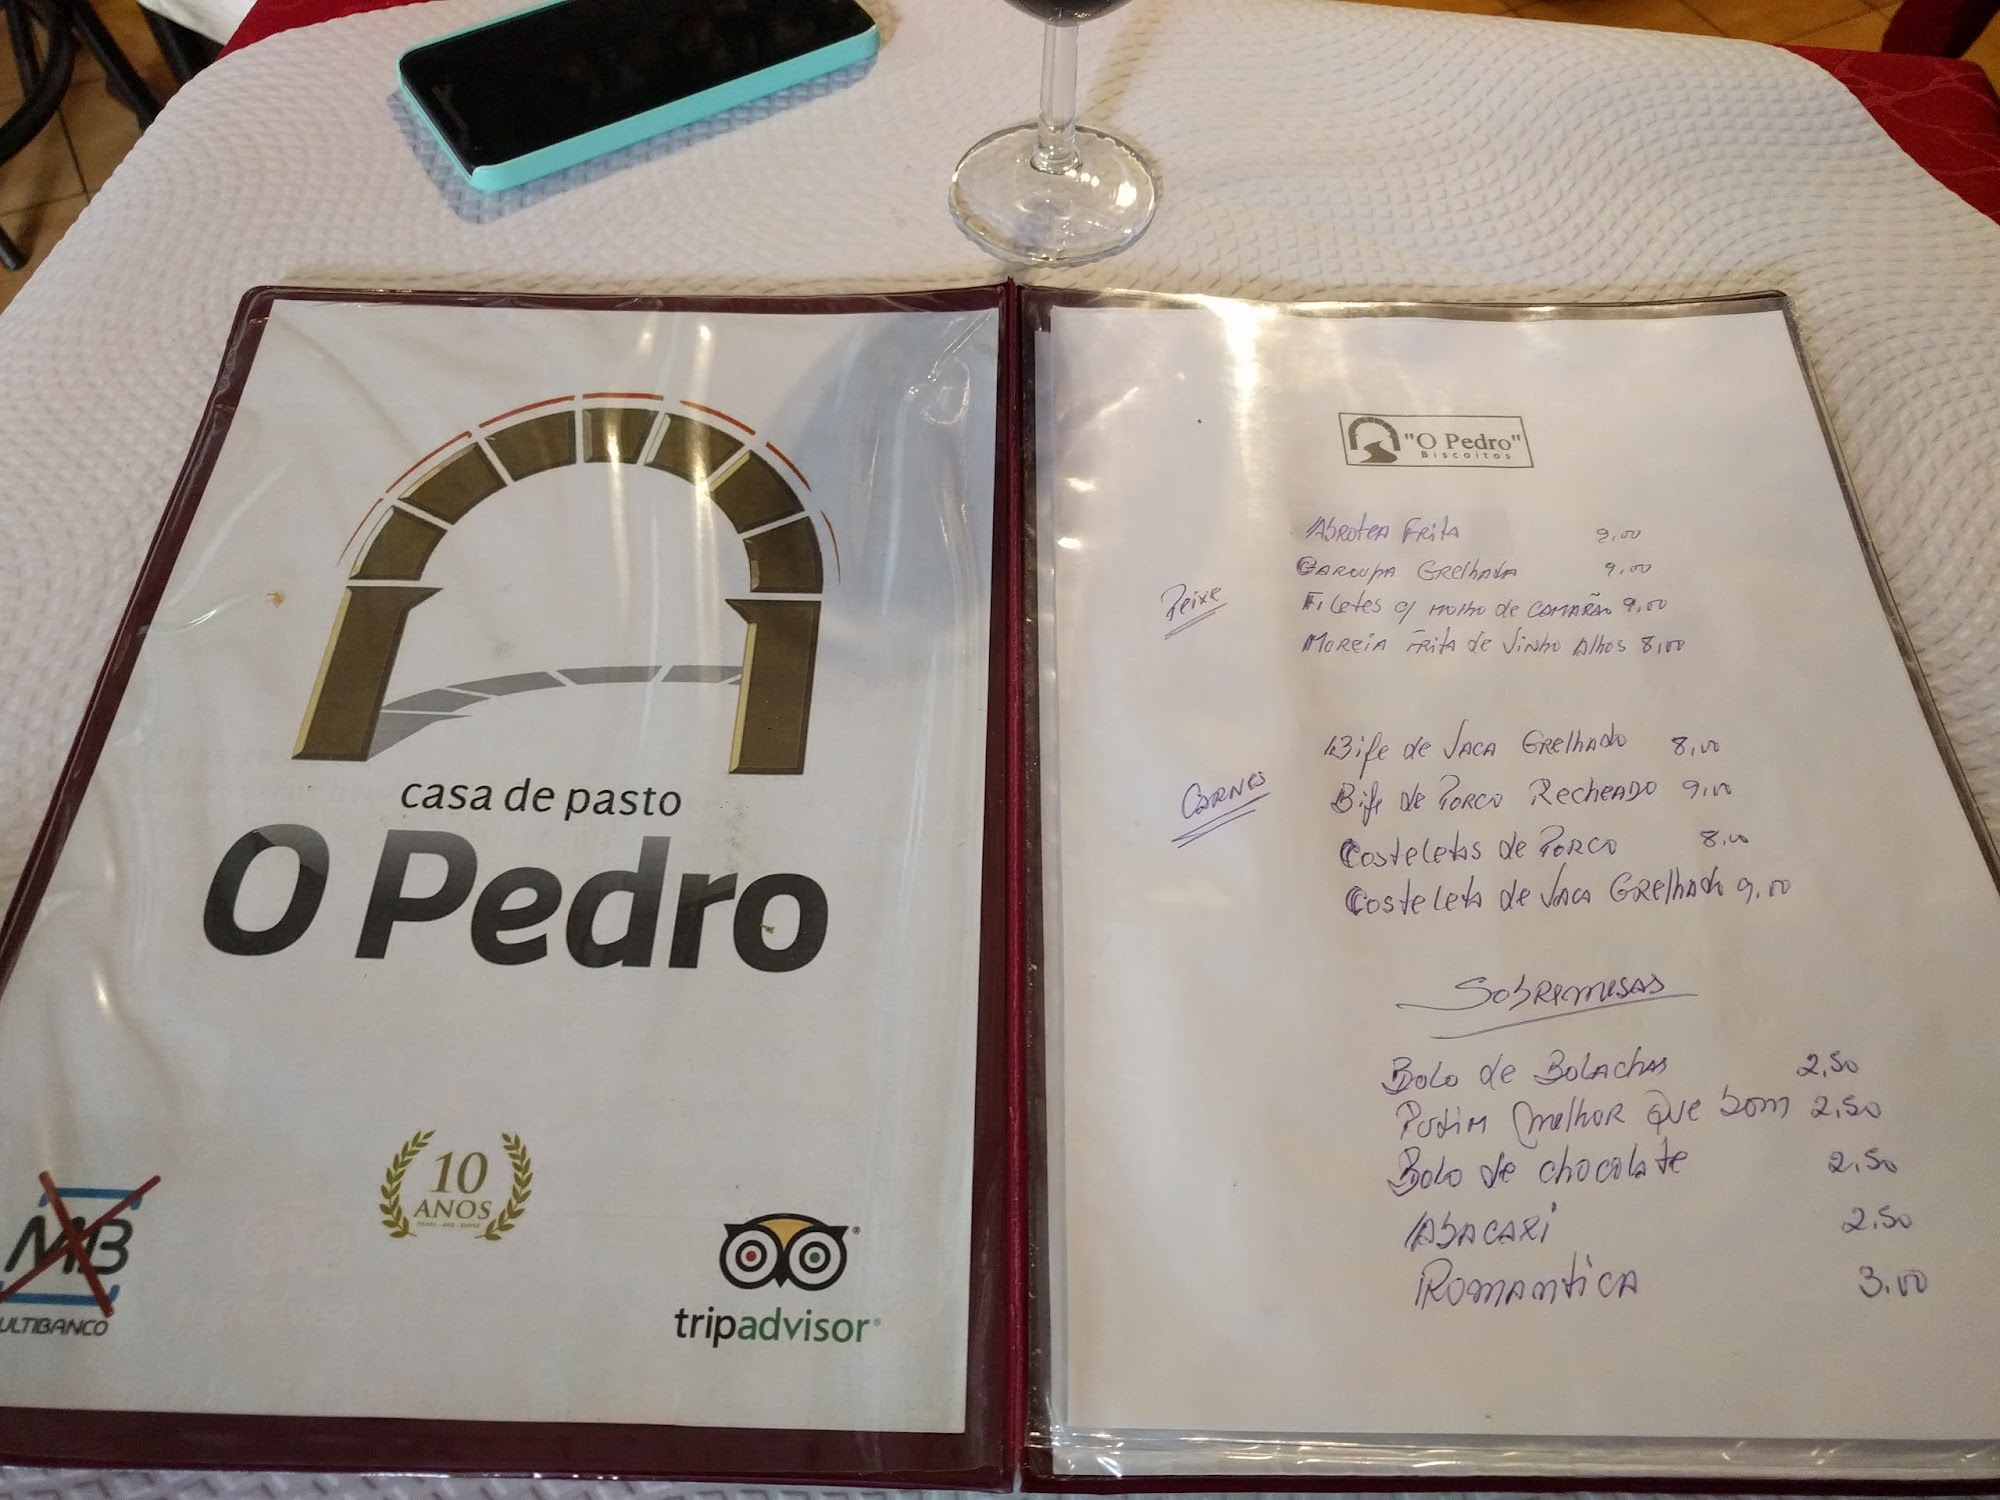 casa de pasto
O Pedro
10
ANOS
MB
ULTIBANCO
tripadvisor
"O Pedro"
Biscoitos
Peixe
Abrotea Frita 9,00
Garoupa Grelhada 9,00
Filetes c/ molho de camarão 9,00
Moreia Frita de Vinho Alhos 8,00
Carnes
Bife de Vaca Grelhado 8,00
Bife de Porco Recheado 9,00
Costeletas de Porco 8,00
Costeleta de Vaca Grelhado 9,00
Sobremesas
Bolo de Bolachas 2,50
Pudim (melhor que bom 2,50
Bolo de chocolate 2,50
Abacaxi 2.50
Romantica 3.00